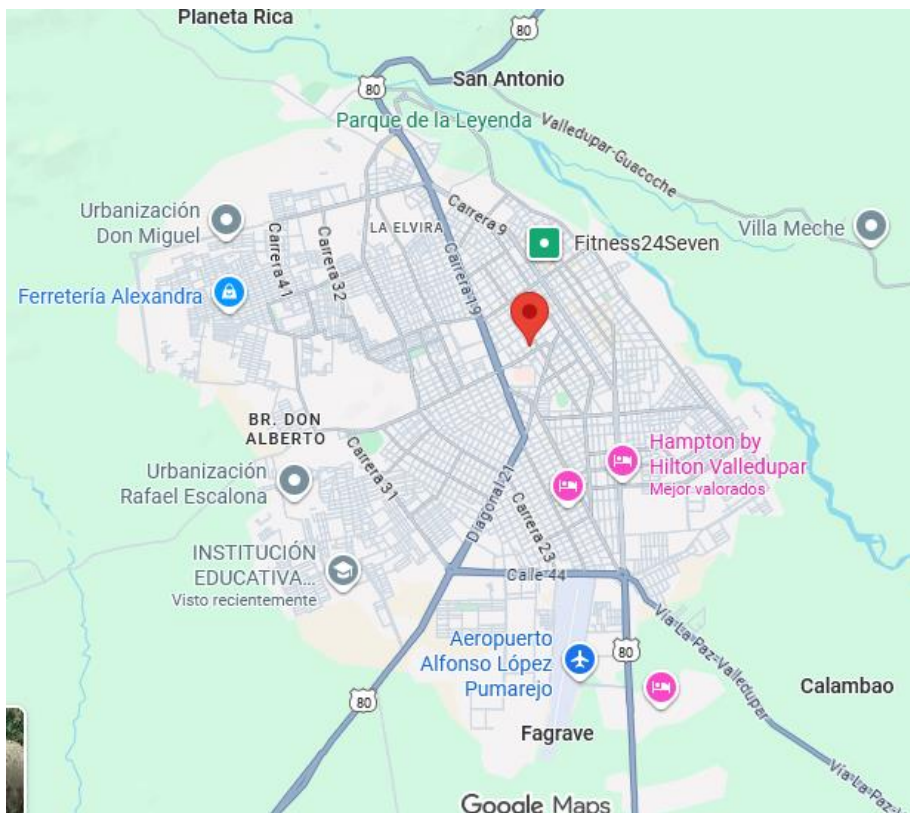 Planeta Rica
80
San Antonio
80
Parque de la Leyenda
Valledupar-Guacoche
Urbanización
Don Miguel
LA ELVIRA
Carrera 9
Fitness24Seven
Villa Meche
Carrera 41
Carrera 32
Carrera 19
Ferretería Alexandra
BR. DON
ALBERTO
Carrera 31
Hampton by
Hilton Valledupar
Mejor valorados
Urbanización
Rafael Escalona
Diagonal 21
Carrera 23
INSTITUCIÓN
EDUCATIVA...
Visto recientemente
Calle 44
Vía La Paz-Valledupar
Aeropuerto
Alfonso López
Pumarejo
80
80
Calambao
Fagrave
Vía La Paz-
Google Maps